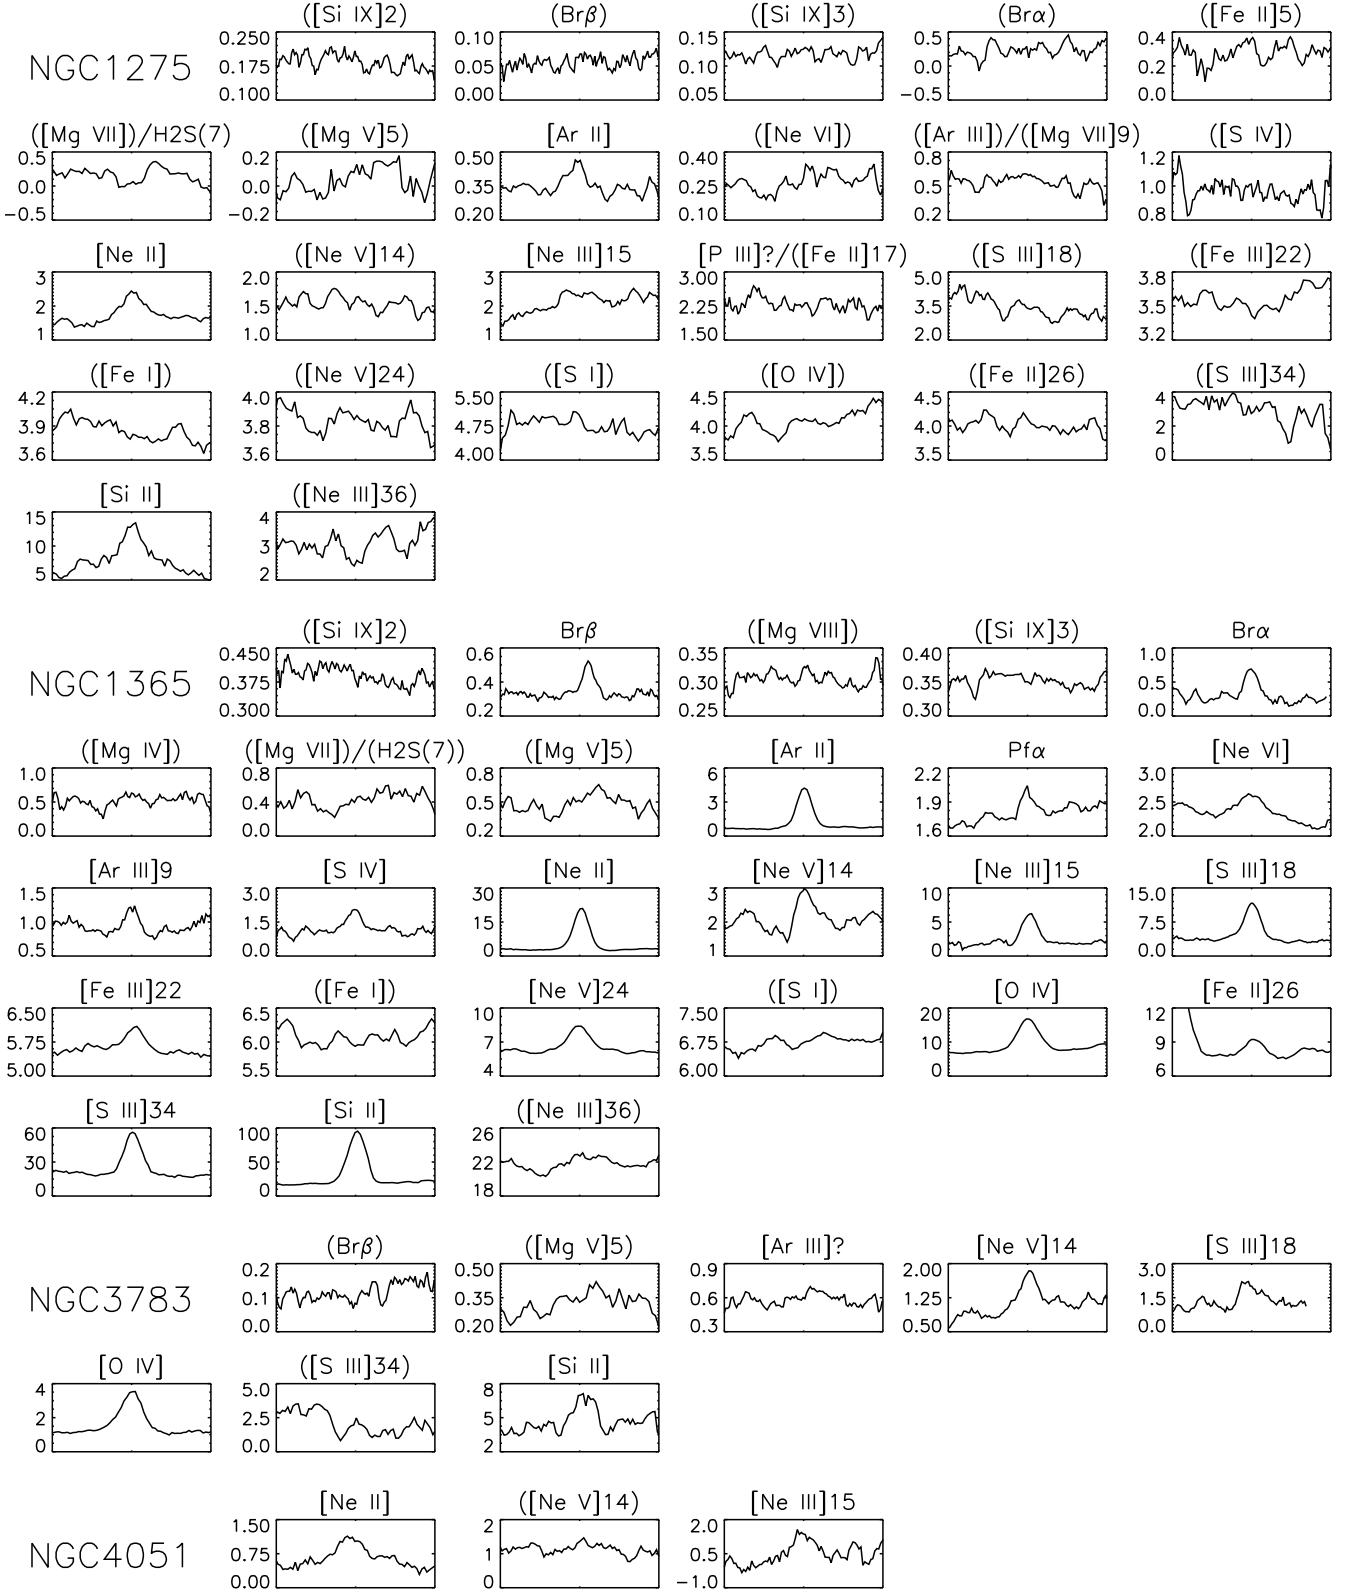 NGC1275
([Si IX]2) (Brβ) ([Si IX]3) (Brα) ([Fe II]5)
0.250 0.10 0.15 0.5 0.4
0.175 0.05 0.10 0.0 0.2
0.100 0.00 0.05 −0.5 0.0
([Mg VII])/H2S(7) ([Mg V]5) [Ar II] ([Ne VI]) ([Ar III])/([Mg VII]9) ([S IV])
0.5 0.2 0.50 0.40 0.8 1.2
0.0 0.0 0.35 0.25 0.5 1.0
−0.5 −0.2 0.20 0.10 0.2 0.8
[Ne II] ([Ne V]14) [Ne III]15 [P III]?/([Fe II]17) ([S III]18) ([Fe III]22)
3 2.0 3 3.00 5.0 3.8
2 1.5 2 2.25 3.5 3.5
1 1.0 1 1.50 2.0 3.2
([Fe I]) ([Ne V]24) ([S I]) ([O IV]) ([Fe II]26) ([S III]34)
4.2 4.0 5.50 4.5 4.5 4
3.9 3.8 4.75 4.0 4.0 2
3.6 3.6 4.00 3.5 3.5 0
[Si II] ([Ne III]36)
15 4
10 3
5 2
NGC1365
([Si IX]2) Brβ ([Mg VIII]) ([Si IX]3) Brα
0.450 0.6 0.35 0.40 1.0
0.375 0.4 0.30 0.35 0.5
0.300 0.2 0.25 0.30 0.0
([Mg IV]) ([Mg VII])/(H2S(7)) ([Mg V]5) [Ar II] Pfα [Ne VI]
1.0 0.8 0.8 6 2.2 3.0
0.5 0.4 0.5 3 1.9 2.5
0.0 0.0 0.2 0 1.6 2.0
[Ar III]9 [S IV] [Ne II] [Ne V]14 [Ne III]15 [S III]18
1.5 3.0 30 3 10 15.0
1.0 1.5 15 2 5 7.5
0.5 0.0 0 1 0 0.0
[Fe III]22 ([Fe I]) [Ne V]24 ([S I]) [O IV] [Fe II]26
6.50 6.5 10 7.50 20 12
5.75 6.0 7 6.75 10 9
5.00 5.5 4 6.00 0 6
[S III]34 [Si II] ([Ne III]36)
60 100 26
30 50 22
0 0 18
NGC3783
(Brβ) ([Mg V]5) [Ar III]? [Ne V]14 [S III]18
0.2 0.50 0.9 2.00 3.0
0.1 0.35 0.6 1.25 1.5
0.0 0.20 0.3 0.50 0.0
[O IV] ([S III]34) [Si II]
4 5.0 8
2 2.5 5
0 0.0 2
NGC4051
[Ne II] ([Ne V]14) [Ne III]15
1.50 2 2.0
0.75 1 0.5
0.00 0 −1.0